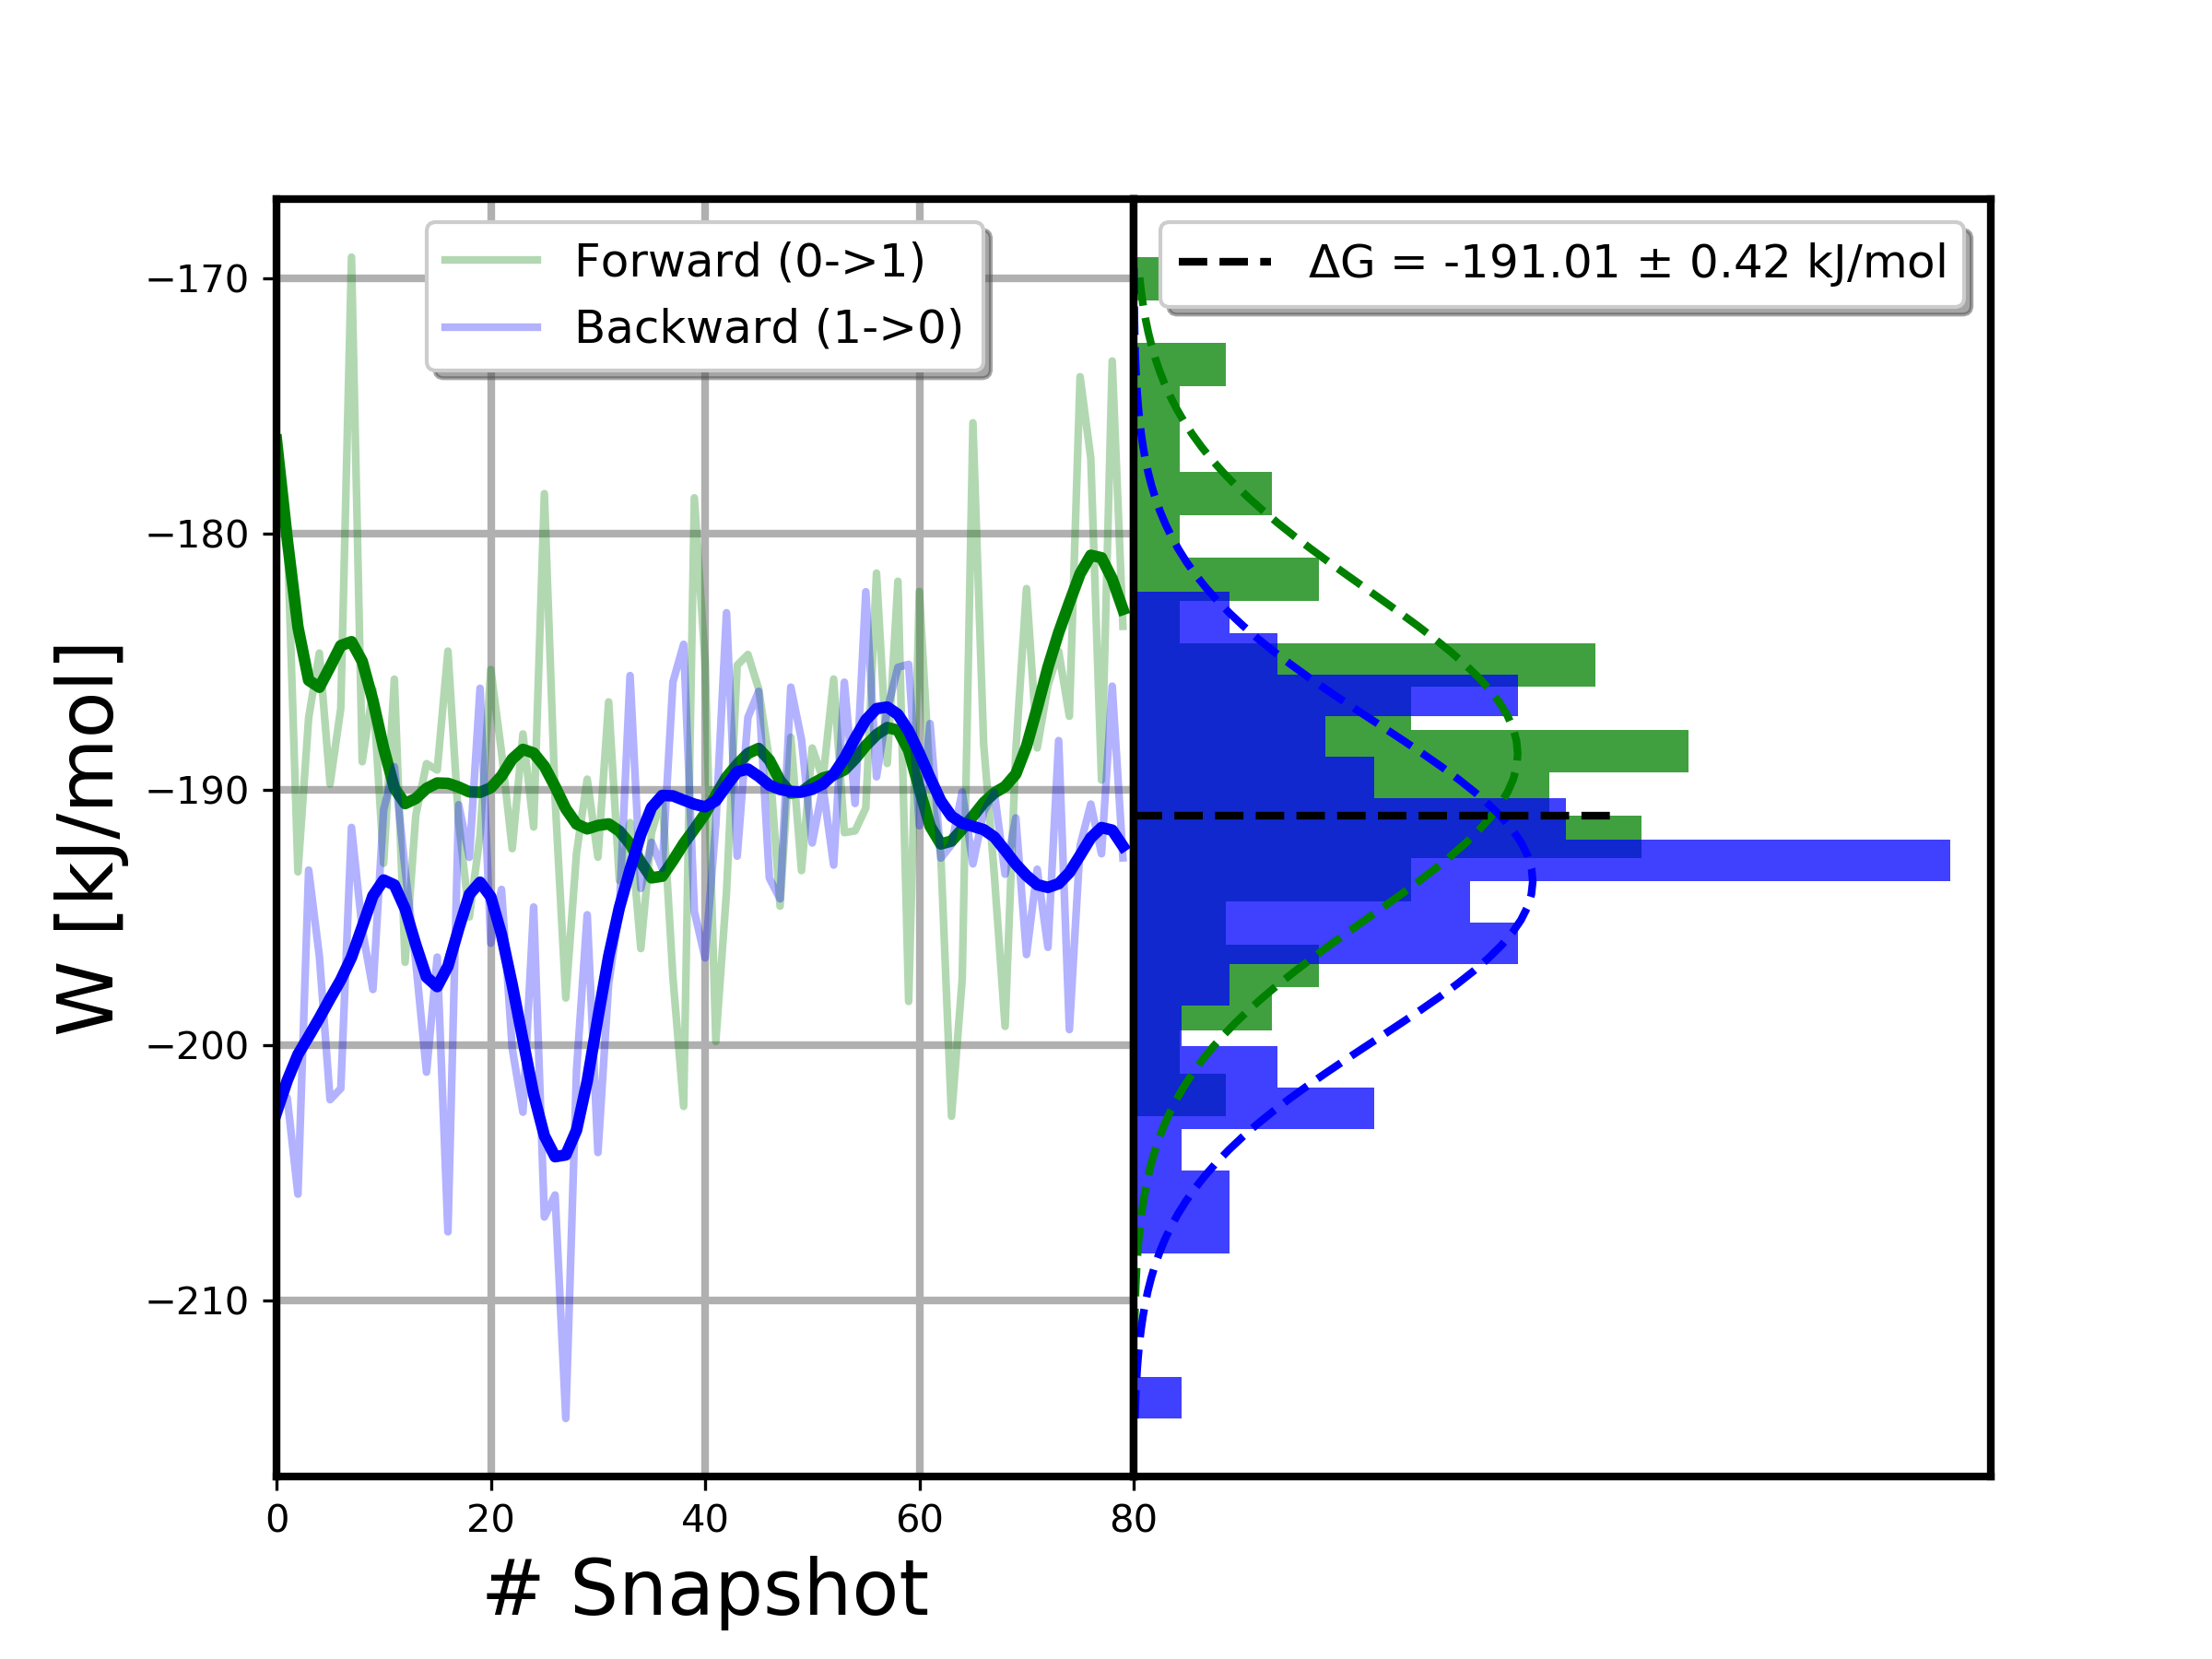 Forward (0->1)
Backward (1->0)
ΔG = -191.01 ± 0.42 kJ/mol
W [kJ/mol]
−170
−180
−190
−200
−210
0 20 40 60 80
# Snapshot